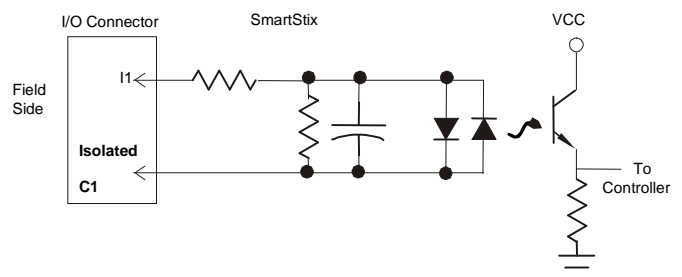 I/O Connector
SmartStix
VCC
I1
Field
Side
Isolated
C1
To
Controller